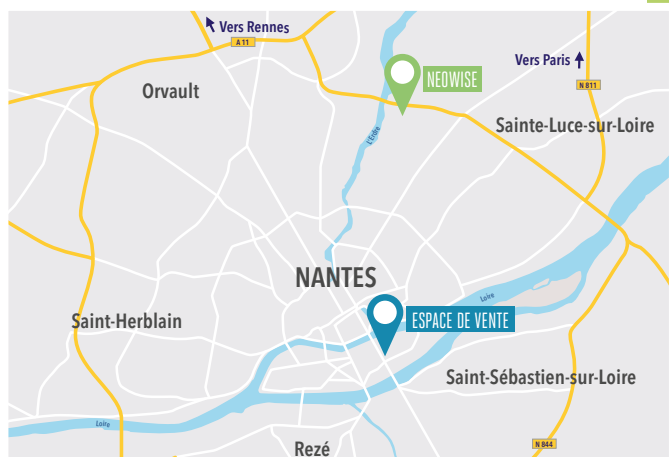 Vers Rennes
A 11
Vers Paris
NEOWISE
N 811
Orvault
L'Erdre
Sainte-Luce-sur-Loire
NANTES
Loire
ESPACE DE VENTE
Saint-Herblain
Saint-Sébastien-sur-Loire
Loire
Rezé
N 844